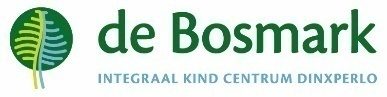 de Bosmark
INTEGRAAL KIND CENTRUM DINXPERLO